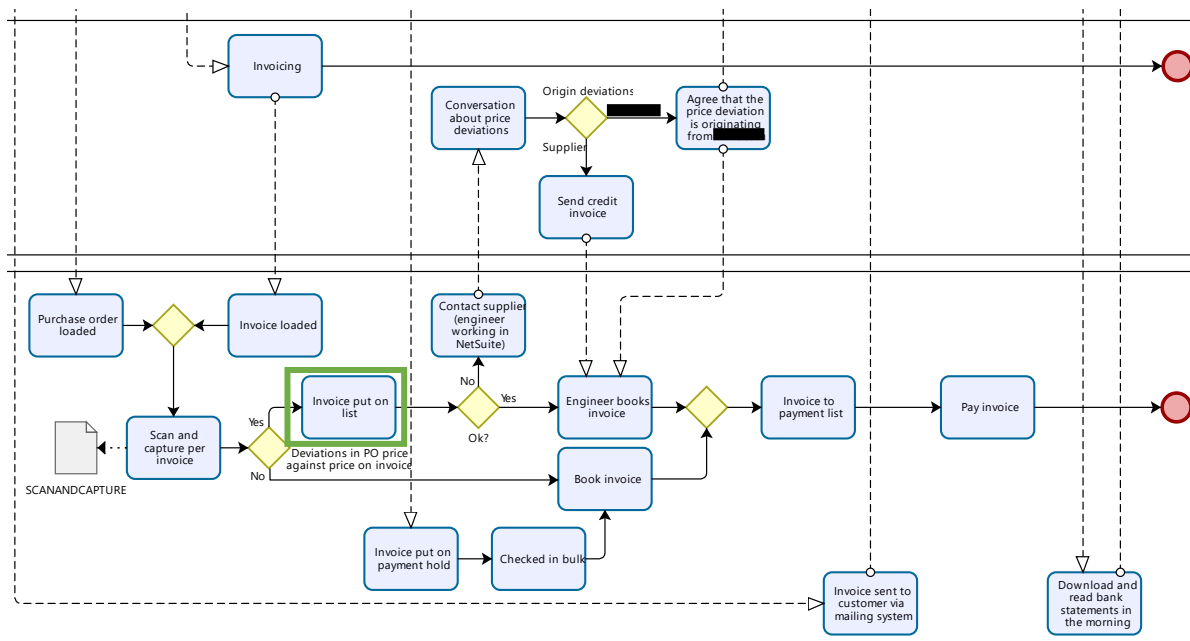 Invoicing
Conversation
about price
deviations
Origin deviations
Agree that the
price deviation
is originating
from
Supplier
Send credit
invoice
Purchase order
loaded
Invoice loaded
Contact supplier
(engineer
working in
NetSuite)
No
Yes
Ok?
Invoice put on
list
Yes
Deviations in PO price
against price on invoice
No
Scan and
capture per
invoice
SCANANDCAPTURE
Engineer books
invoice
Invoice to
payment list
Pay invoice
Book invoice
Invoice put on
payment hold
Checked in bulk
Invoice sent to
customer via
mailing system
Download and
read bank
statements in
the morning